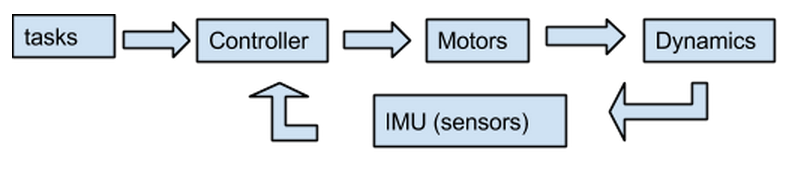 tasks
Controller
Motors
Dynamics
IMU (sensors)